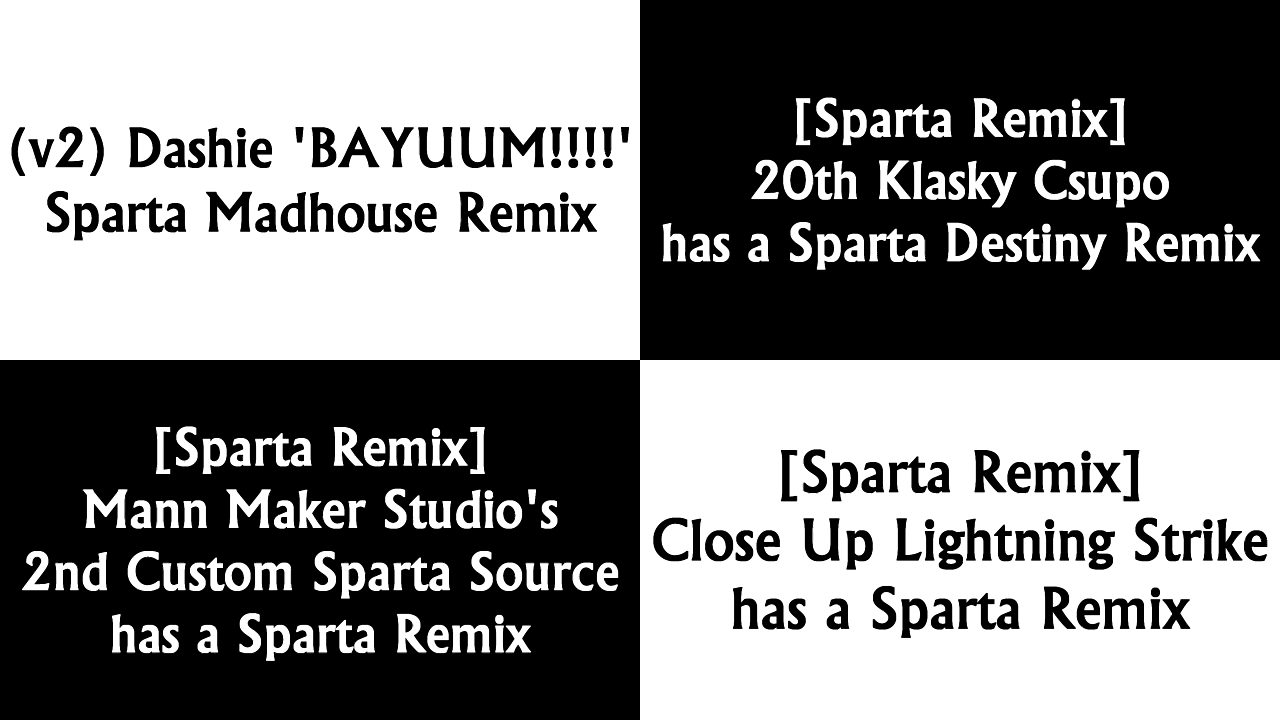 (v2) Dashie 'BAYUUM!!!!'
Sparta Madhouse Remix
[Sparta Remix]
20th Klasky Csupo
has a Sparta Destiny Remix
[Sparta Remix]
Mann Maker Studio's
2nd Custom Sparta Source
has a Sparta Remix
[Sparta Remix]
Close Up Lightning Strike
has a Sparta Remix